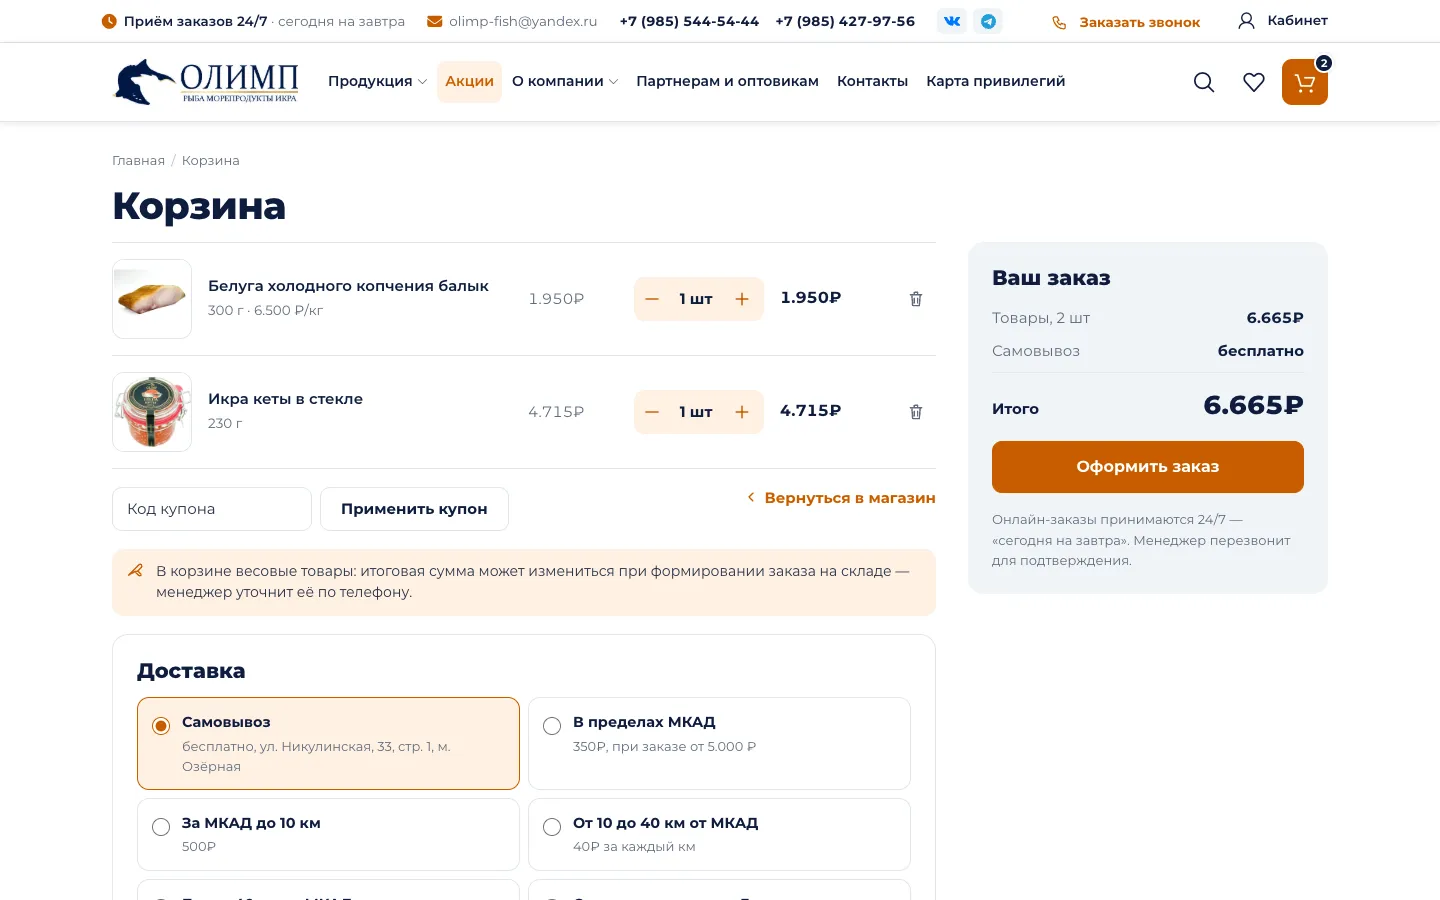 Приём заказов 24/7 · сегодня на завтра
olimp-fish@yandex.ru
+7 (985) 544-54-44
+7 (985) 427-97-56
Заказать звонок
Кабинет
ОЛИМП
РЫБА МОРЕПРОДУКТЫ ИКРА
Продукция
Акции
О компании
Партнерам и оптовикам
Контакты
Карта привилегий
2
Главная / Корзина
Корзина
Белуга холодного копчения балык
300 г · 6.500 ₽/кг
1.950₽
1 шт
1.950₽
Икра кеты в стекле
230 г
4.715₽
1 шт
4.715₽
Код купона
Применить купон
Вернуться в магазин
В корзине весовые товары: итоговая сумма может измениться при формировании заказа на складе —
менеджер уточнит её по телефону.
Доставка
Самовывоз
бесплатно, ул. Никулинская, 33, стр. 1, м.
Озёрная
В пределах МКАД
350₽, при заказе от 5.000 ₽
За МКАД до 10 км
500₽
От 10 до 40 км от МКАД
40₽ за каждый км
Ваш заказ
Товары, 2 шт
6.665₽
Самовывоз
бесплатно
Итого
6.665₽
Оформить заказ
Онлайн-заказы принимаются 24/7 —
«сегодня на завтра». Менеджер перезвонит
для подтверждения.